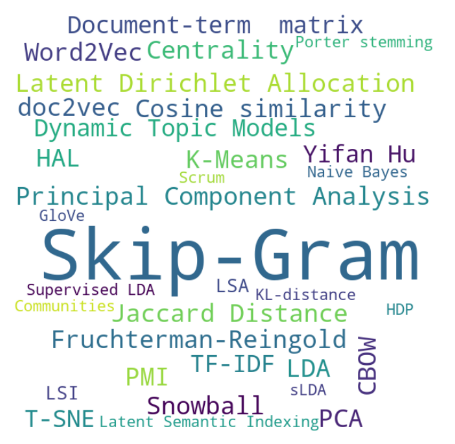 Document-term matrix
Word2Vec Centrality Porter stemming
Latent Dirichlet Allocation
doc2vec Cosine similarity
Dynamic Topic Models
HAL K-Means Yifan Hu
Scrum Naive Bayes
Principal Component Analysis
GloVe
Skip-Gram
Supervised LDA LSA KL-distance
Communities Jaccard Distance HDP
Fruchterman-Reingold
TF-IDF LDA CBOW
PMI
LSI Snowball sLDA
T-SNE Latent Semantic Indexing PCA